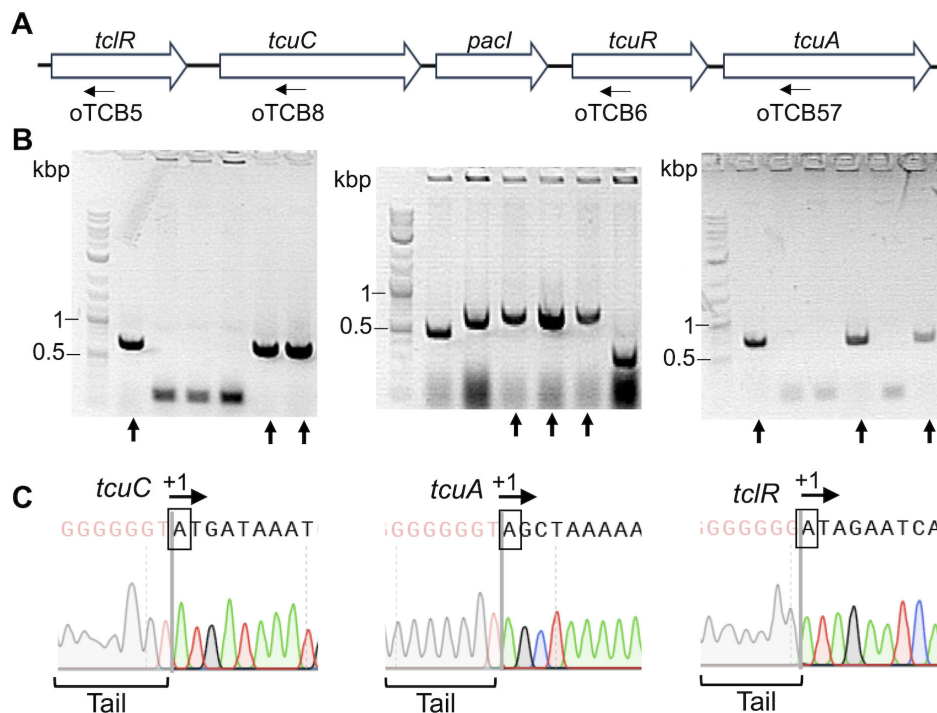 A
tclR tcuC pacI tcuR tcuA
oTCB5 oTCB8 oTCB6 oTCB57
B
kbp kbp kbp
1 0.5
1 0.5
1 0.5
C
tcuC +1
GGGGGGTATGATAAAT
Tail
tcuA +1
GGGGGGTAGCTAAAAA
Tail
tclR +1
GGGGGGATAGAATCA
Tail